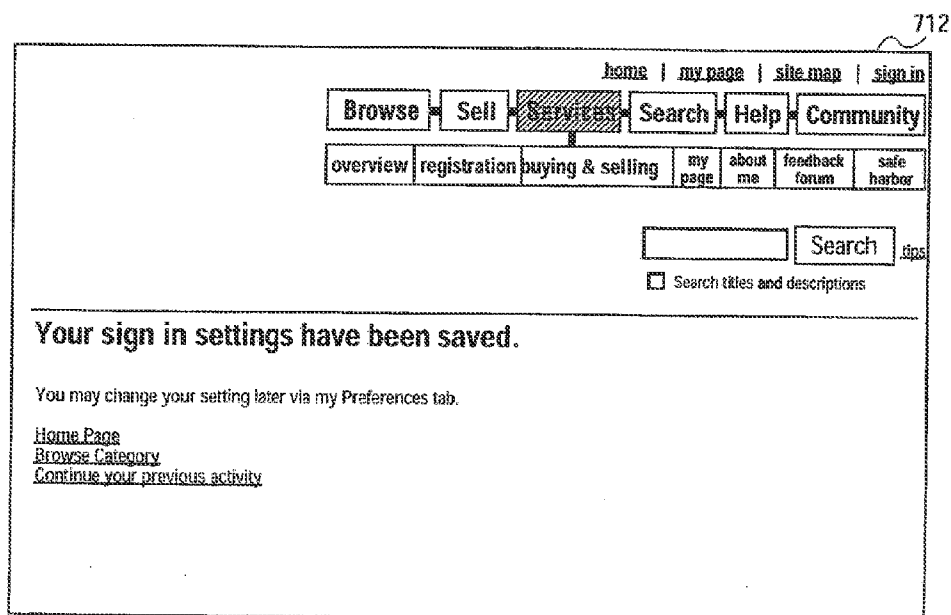 712
home | my page | site map | sign in
Browse Sell Services Search Help Community
overview registration buying & selling my page about me feedback forum safe harbor
Search tips
Search titles and descriptions
Your sign in settings have been saved.
You may change your setting later via my Preferences tab.
Home Page
Browse Category
Continue your previous activity